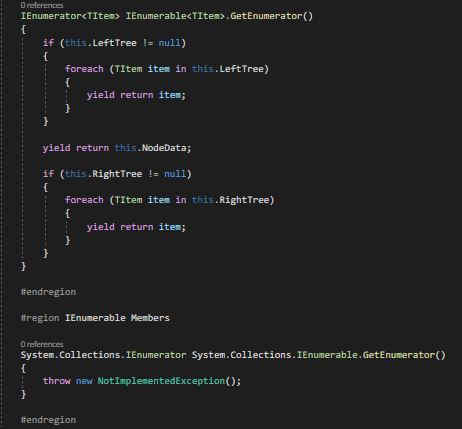 0 references
IEnumerator<TItem> IEnumerable<TItem>.GetEnumerator()
{
if (this.LeftTree != null)
{
foreach (TItem item in this.LeftTree)
{
yield return item;
}
}
yield return this.NodeData;
if (this.RightTree != null)
{
foreach (TItem item in this.RightTree)
{
yield return item;
}
}
}
#endregion
#region IEnumerable Members
0 references
System.Collections.IEnumerator System.Collections.IEnumerable.GetEnumerator()
{
throw new NotImplementedException();
}
#endregion